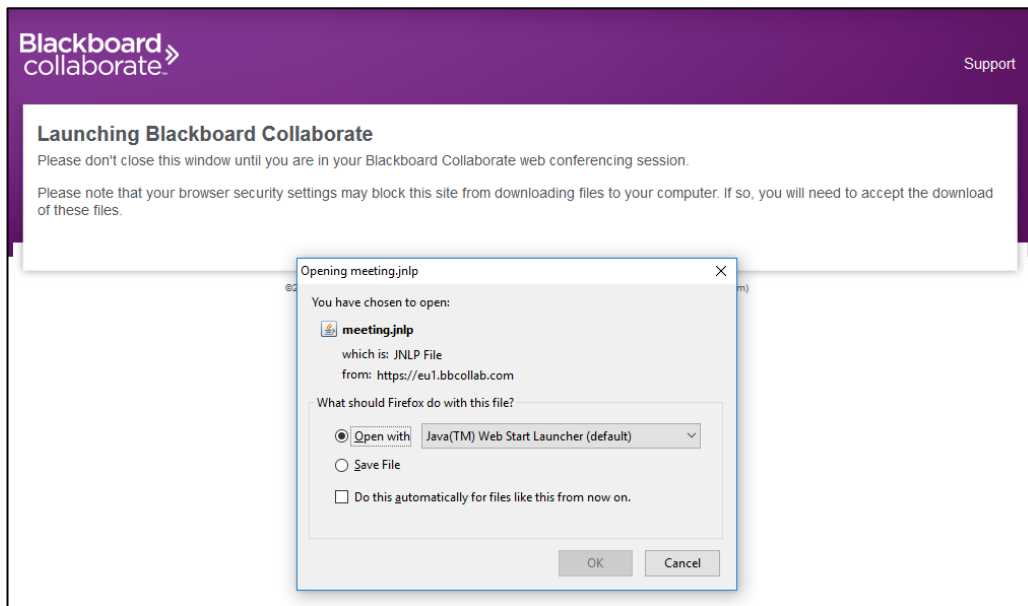 Blackboard
collaborate™
Support
Launching Blackboard Collaborate
Please don't close this window until you are in your Blackboard Collaborate web conferencing session.
Please note that your browser security settings may block this site from downloading files to your computer. If so, you will need to accept the download
of these files.
Opening meeting.jnlp
You have chosen to open:
meeting.jnlp
which is: JNLP File
from: https://eu1.bbcollab.com
What should Firefox do with this file?
Open with Java(TM) Web Start Launcher (default)
Save File
Do this automatically for files like this from now on.
OK Cancel